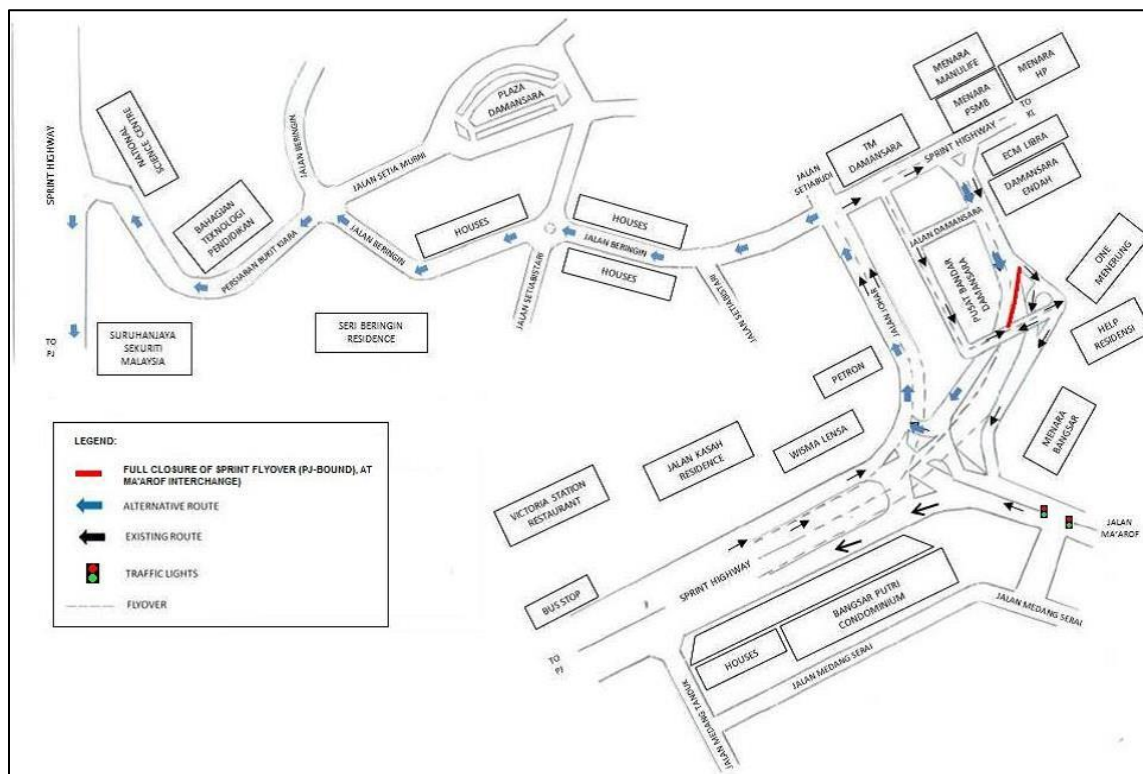 SPRINT HIGHWAY
TO
PJ
NATIONAL
SCIENCE CENTRE
BAHAGIAN
TEKNOLOGI
PENDIDIKAN
PERSIARAN BUKIT KIARA
SURUHANJAYA
SEKURITI
MALAYSIA
JALAN BERINGIN
JALAN SETIA MURNI
PLAZA
DAMANSARA
JALAN BERINGIN
HOUSES
SERI BERINGIN
RESIDENCE
JALAN SETIABISTARI
HOUSES
JALAN BERINGIN
HOUSES
JALAN SETIABISTARI
JALAN
SETIABUDI
TM
DAMANSARA
MENARA
MANULIFE
MENARA
PSMB
MENARA
HP
TO
KL
SPRINT HIGHWAY
ECM LIBRA
DAMANSARA
ENDAH
JALAN DAMANSARA
PUSAT BANDAR
DAMANSARA
JALAN JOHAR
ONE
MENERUNG
HELP
RESIDENSI
MENARA
BANGSAR
PETRON
WISMA LENSA
JALAN KASAH
RESIDENCE
VICTORIA STATION
RESTAURANT
BUS STOP
TO
PJ
SPRINT HIGHWAY
JALAN
MA'AROF
BANGSAR PUTRI
CONDOMINIUM
HOUSES
JALAN MEDANG SERAI
JALAN MEDANG SERAI
JALAN MEDANG TANDUK
LEGEND:
FULL CLOSURE OF SPRINT FLYOVER (PJ-BOUND), AT
MA'AROF INTERCHANGE)
ALTERNATIVE ROUTE
EXISTING ROUTE
TRAFFIC LIGHTS
FLYOVER